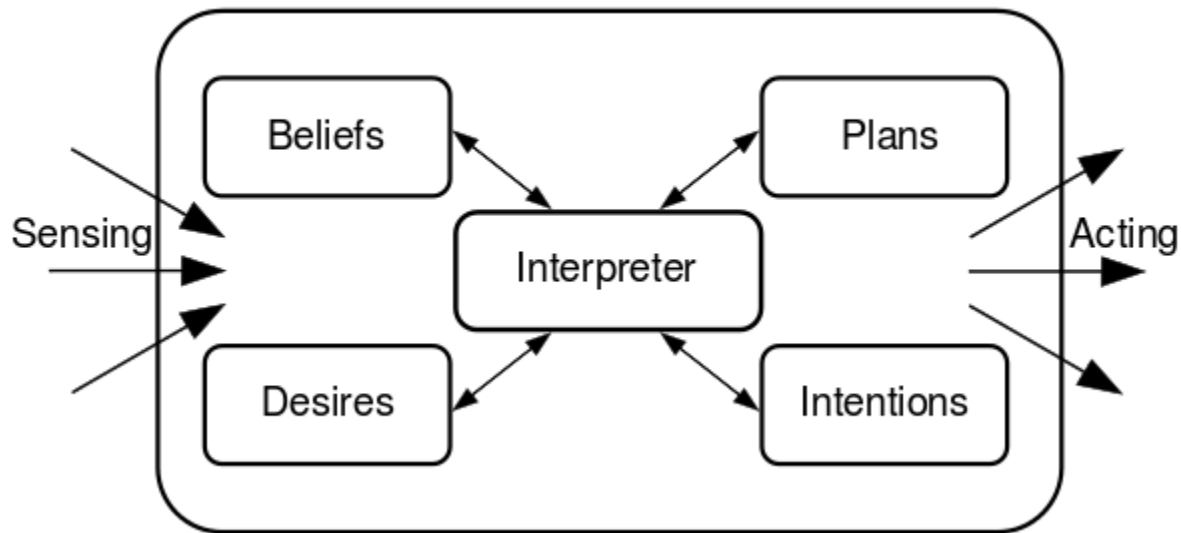 Beliefs
Plans
Sensing
Interpreter
Acting
Desires
Intentions